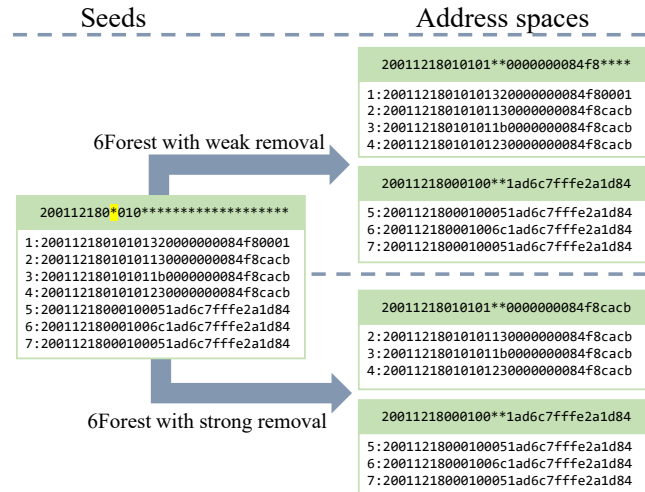 Seeds
Address spaces
20011218010101**0000000084f8****
1:20011218010101320000000084f80001
2:20011218010101130000000084f8cacb
3:200112180101011b0000000084f8cacb
4:20011218010101230000000084f8cacb
6Forest with weak removal
20011218000100**1ad6c7fffe2a1d84
5:20011218000100051ad6c7fffe2a1d84
6:200112180001006c1ad6c7fffe2a1d84
7:20011218000100051ad6c7fffe2a1d84
200112180*010*******************
1:20011218010101320000000084f80001
2:20011218010101130000000084f8cacb
3:200112180101011b0000000084f8cacb
4:20011218010101230000000084f8cacb
5:20011218000100051ad6c7fffe2a1d84
6:200112180001006c1ad6c7fffe2a1d84
7:20011218000100051ad6c7fffe2a1d84
20011218010101**0000000084f8cacb
2:20011218010101130000000084f8cacb
3:200112180101011b0000000084f8cacb
4:20011218010101230000000084f8cacb
6Forest with strong removal
20011218000100**1ad6c7fffe2a1d84
5:20011218000100051ad6c7fffe2a1d84
6:200112180001006c1ad6c7fffe2a1d84
7:20011218000100051ad6c7fffe2a1d84